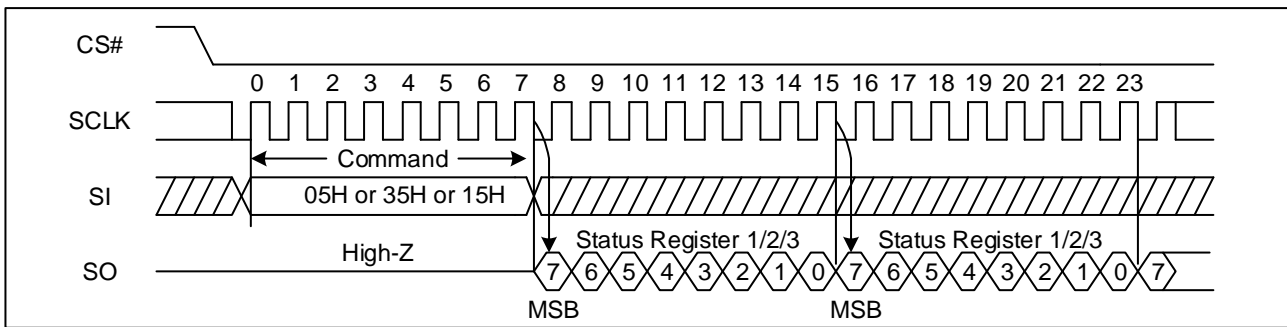 CS#
0 1 2 3 4 5 6 7 8 9 10 11 12 13 14 15 16 17 18 19 20 21 22 23
SCLK
Command
SI
05H or 35H or 15H
High-Z
Status Register 1/2/3
Status Register 1/2/3
SO
7 6 5 4 3 2 1 0 7 6 5 4 3 2 1 0 7
MSB
MSB